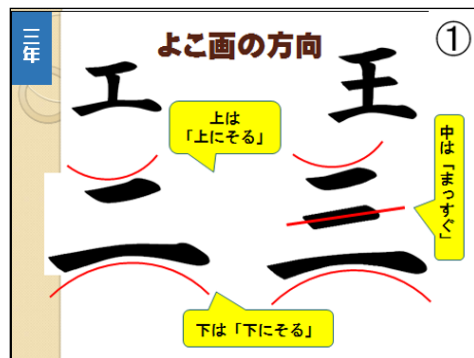 三年
よこ画の方向
①
工
王
上は
「上にそる」
中は「まっすぐ」
二
三
下は「下にそる」